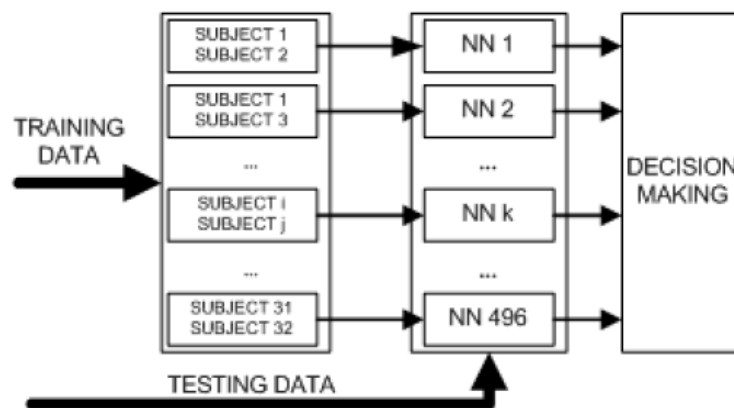 SUBJECT 1
SUBJECT 2
NN 1
SUBJECT 1
SUBJECT 3
NN 2
TRAINING
DATA
...
...
DECISION
MAKING
SUBJECT i
SUBJECT j
NN k
...
...
SUBJECT 31
SUBJECT 32
NN 496
TESTING DATA